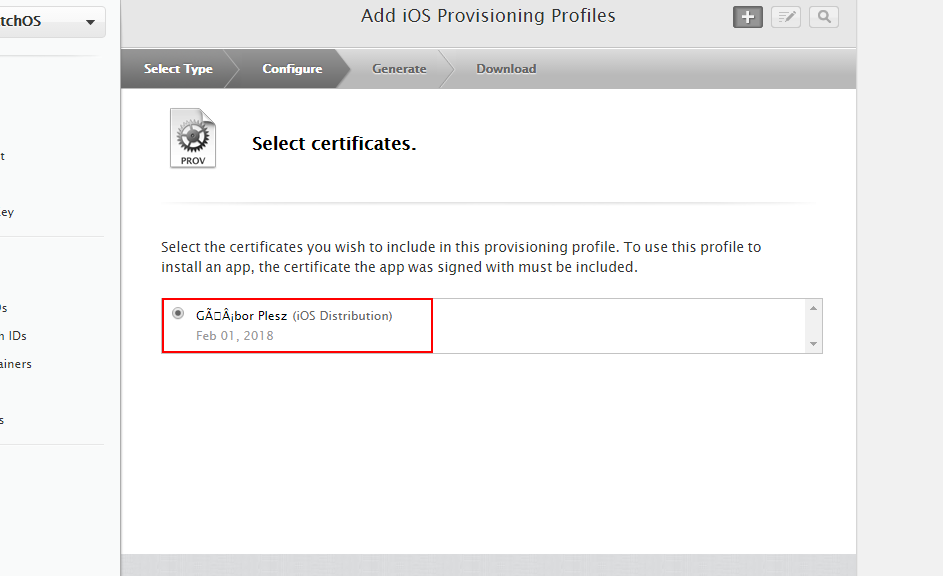 tchOS
Add iOS Provisioning Profiles
Select Type
Configure
Generate
Download
PROV
Select certificates.
Select the certificates you wish to include in this provisioning profile. To use this profile to
install an app, the certificate the app was signed with must be included.
GÃ□Â¡bor Plesz (iOS Distribution)
Feb 01, 2018
t
ey
s
n IDs
ainers
s